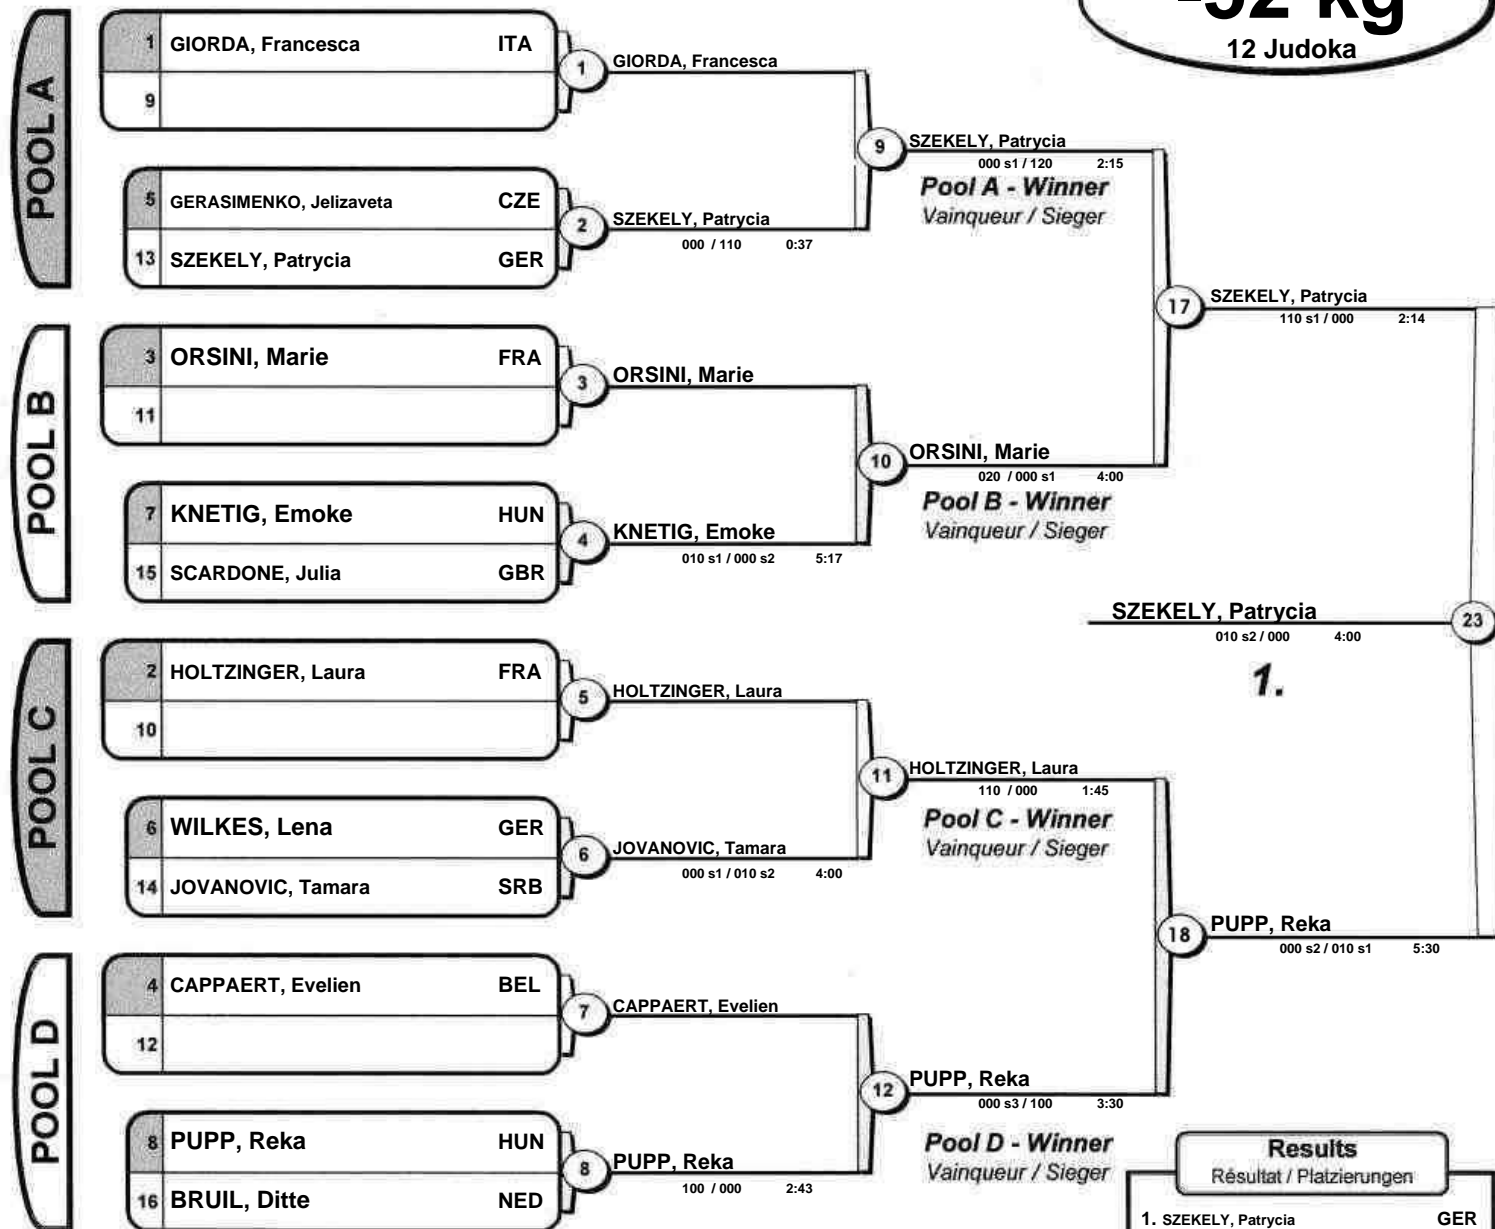 -52 kg
12 Judoka
POOL A
1 GIORDA, Francesca ITA
9
1 GIORDA, Francesca
5 GERASIMENKO, Jelizaveta CZE
13 SZEKELY, Patrycia GER
2 SZEKELY, Patrycia
000 / 110 0:37
9 SZEKELY, Patrycia
000 s1 / 120 2:15
Pool A - Winner
Vainqueur / Sieger
POOL B
3 ORSINI, Marie FRA
11
3 ORSINI, Marie
7 KNETIG, Emoke HUN
15 SCARDONE, Julia GBR
4 KNETIG, Emoke
010 s1 / 000 s2 5:17
10 ORSINI, Marie
020 / 000 s1 4:00
Pool B - Winner
Vainqueur / Sieger
17 SZEKELY, Patrycia
110 s1 / 000 2:14
SZEKELY, Patrycia 23
010 s2 / 000 4:00
1.
POOL C
2 HOLTZINGER, Laura FRA
10
5 HOLTZINGER, Laura
6 WILKES, Lena GER
14 JOVANOVIC, Tamara SRB
6 JOVANOVIC, Tamara
000 s1 / 010 s2 4:00
11 HOLTZINGER, Laura
110 / 000 1:45
Pool C - Winner
Vainqueur / Sieger
POOL D
4 CAPPAERT, Evelien BEL
12
7 CAPPAERT, Evelien
8 PUPP, Reka HUN
16 BRUIL, Ditte NED
8 PUPP, Reka
100 / 000 2:43
12 PUPP, Reka
000 s3 / 100 3:30
Pool D - Winner
Vainqueur / Sieger
18 PUPP, Reka
000 s2 / 010 s1 5:30
Results
Résultat / Platzierungen
1. SZEKELY, Patrycia GER